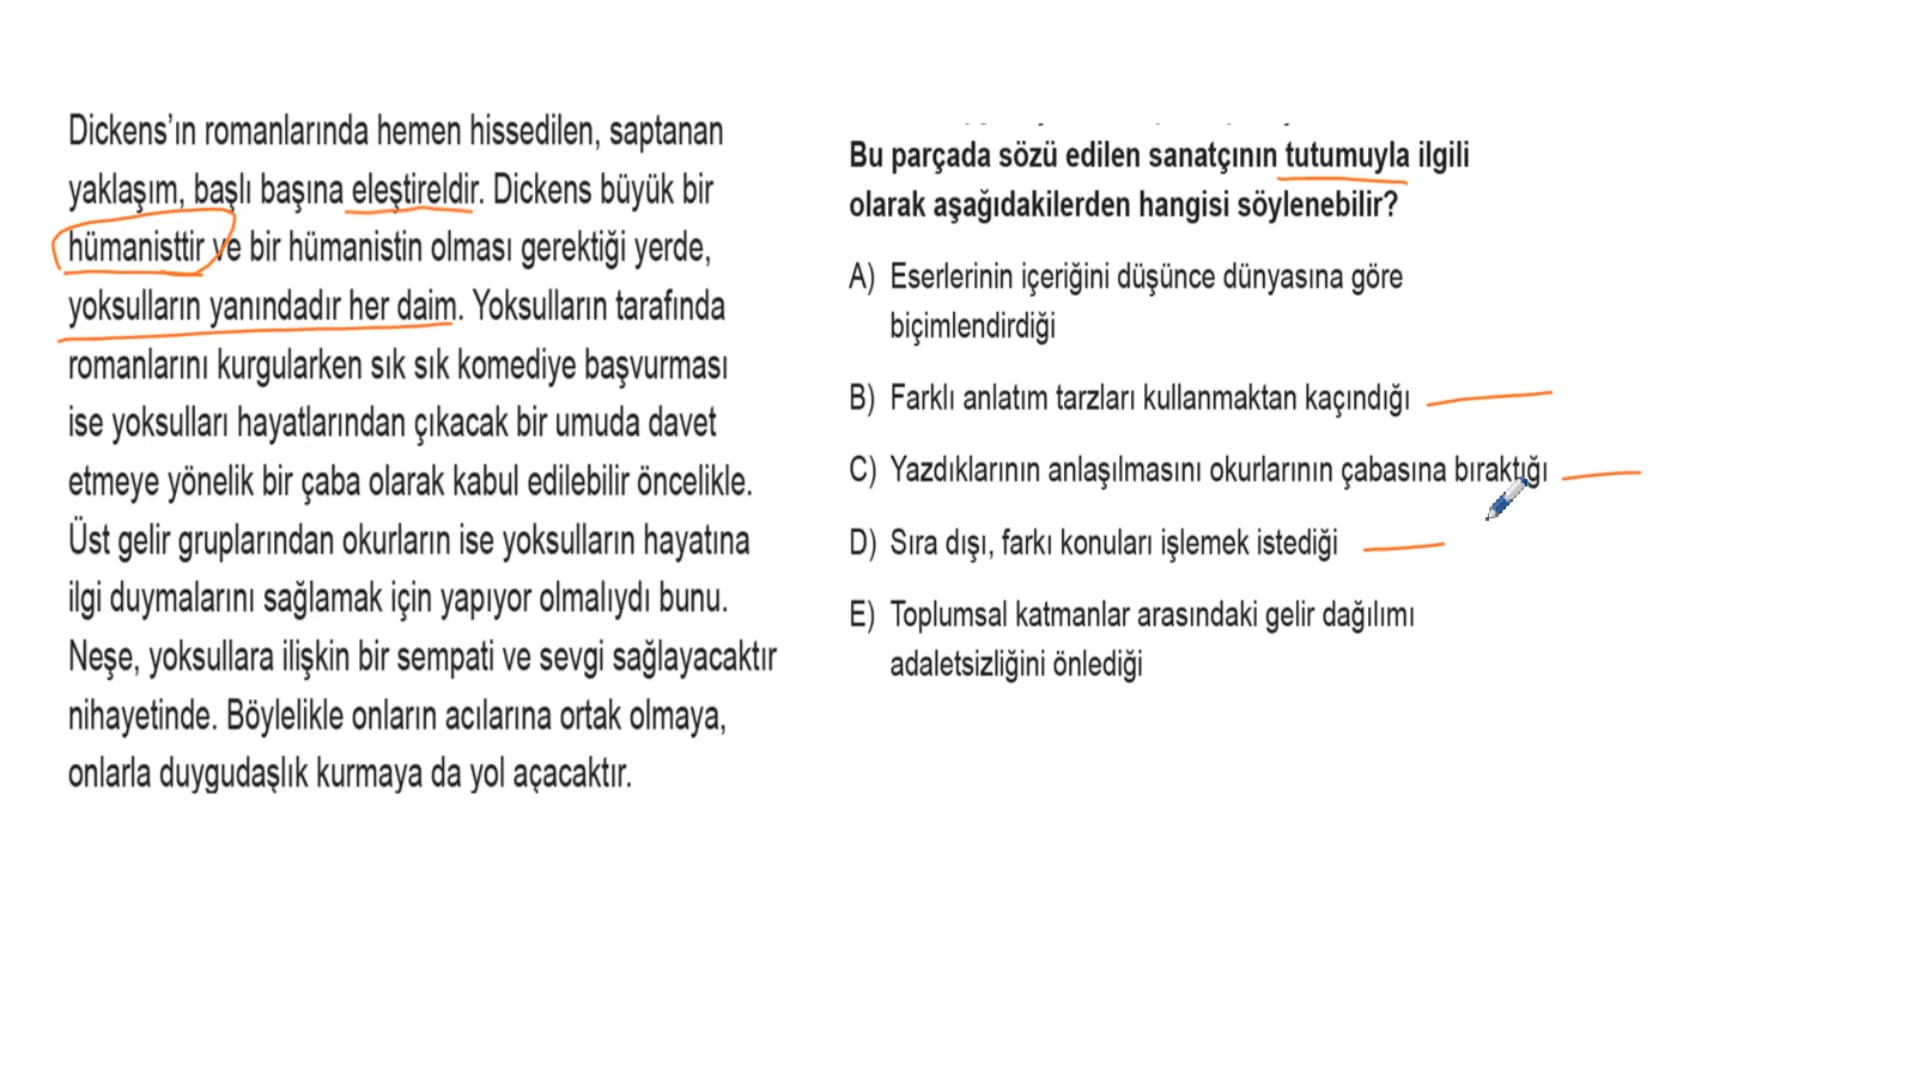 Dickens’ın romanlarında hemen hissedilen, saptanan
yaklaşım, başlı başına eleştireldir. Dickens büyük bir
hümanisttir ve bir hümanistin olması gerektiği yerde,
yoksulların yanındadır her daim. Yoksulların tarafında
romanlarını kurgularken sık sık komediye başvurması
ise yoksulları hayatlarından çıkacak bir umuda davet
etmeye yönelik bir çaba olarak kabul edilebilir öncelikle.
Üst gelir gruplarından okurların ise yoksulların hayatına
ilgi duymalarını sağlamak için yapıyor olmalıydı bunu.
Neşe, yoksullara ilişkin bir sempati ve sevgi sağlayacaktır
nihayetinde. Böylelikle onların acılarına ortak olmaya,
onlarla duygudaşlık kurmaya da yol açacaktır.
Bu parçada sözü edilen sanatçının tutumuyla ilgili
olarak aşağıdakilerden hangisi söylenebilir?
A) Eserlerinin içeriğini düşünce dünyasına göre
biçimlendirdiği
B) Farklı anlatım tarzları kullanmaktan kaçındığı
C) Yazdıklarının anlaşılmasını okurlarının çabasına bıraktığı
D) Sıra dışı, farkı konuları işlemek istediği
E) Toplumsal katmanlar arasındaki gelir dağılımı
adaletsizliğini önlediği